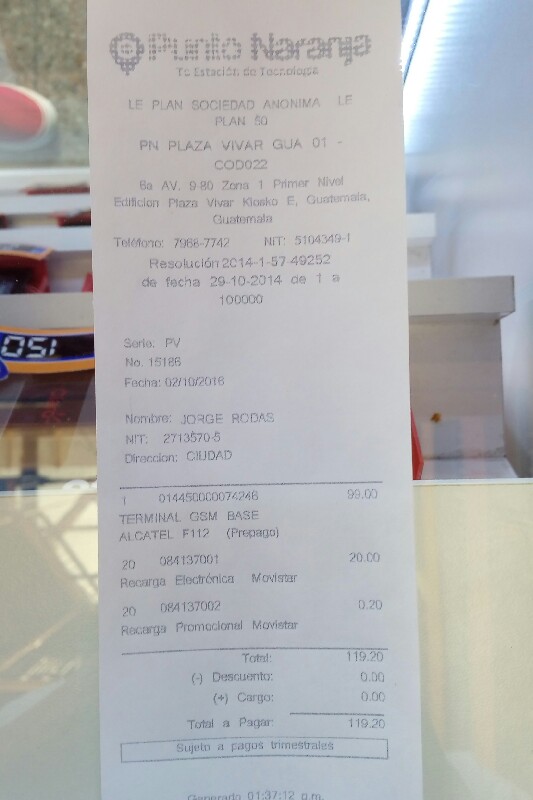 Punto Naranja
Tu Estación de Tecnología
LE PLAN SOCIEDAD ANONIMA LE
PLAN 50
PN PLAZA VIVAR GUA 01 -
COD022
6a AV. 9-80 Zona 1 Primer Nivel
Edificion Plaza Vivar Kiosko E, Guatemala,
Guatemala
Teléfono: 7968-7742 NIT: 5104349-1
Resolución 2014-1-57-49252
de fecha 29-10-2014 de 1 a
100000
Serie: PV
No. 15186
Fecha: 02/10/2016
Nombre: JORGE RODAS
NIT: 2713570-5
Direccion: CIUDAD
1 014450000074246 99.00
TERMINAL GSM BASE
ALCATEL F112 (Prepago)
20 084137001 20.00
Recarga Electrónica Movistar
20 084137002 0.20
Recarga Promocional Movistar
Total: 119.20
(-) Descuento: 0.00
(+) Cargo: 0.00
Total a Pagar: 119.20
Sujeto a pagos trimestrales
Generado 01:37:12 p.m.